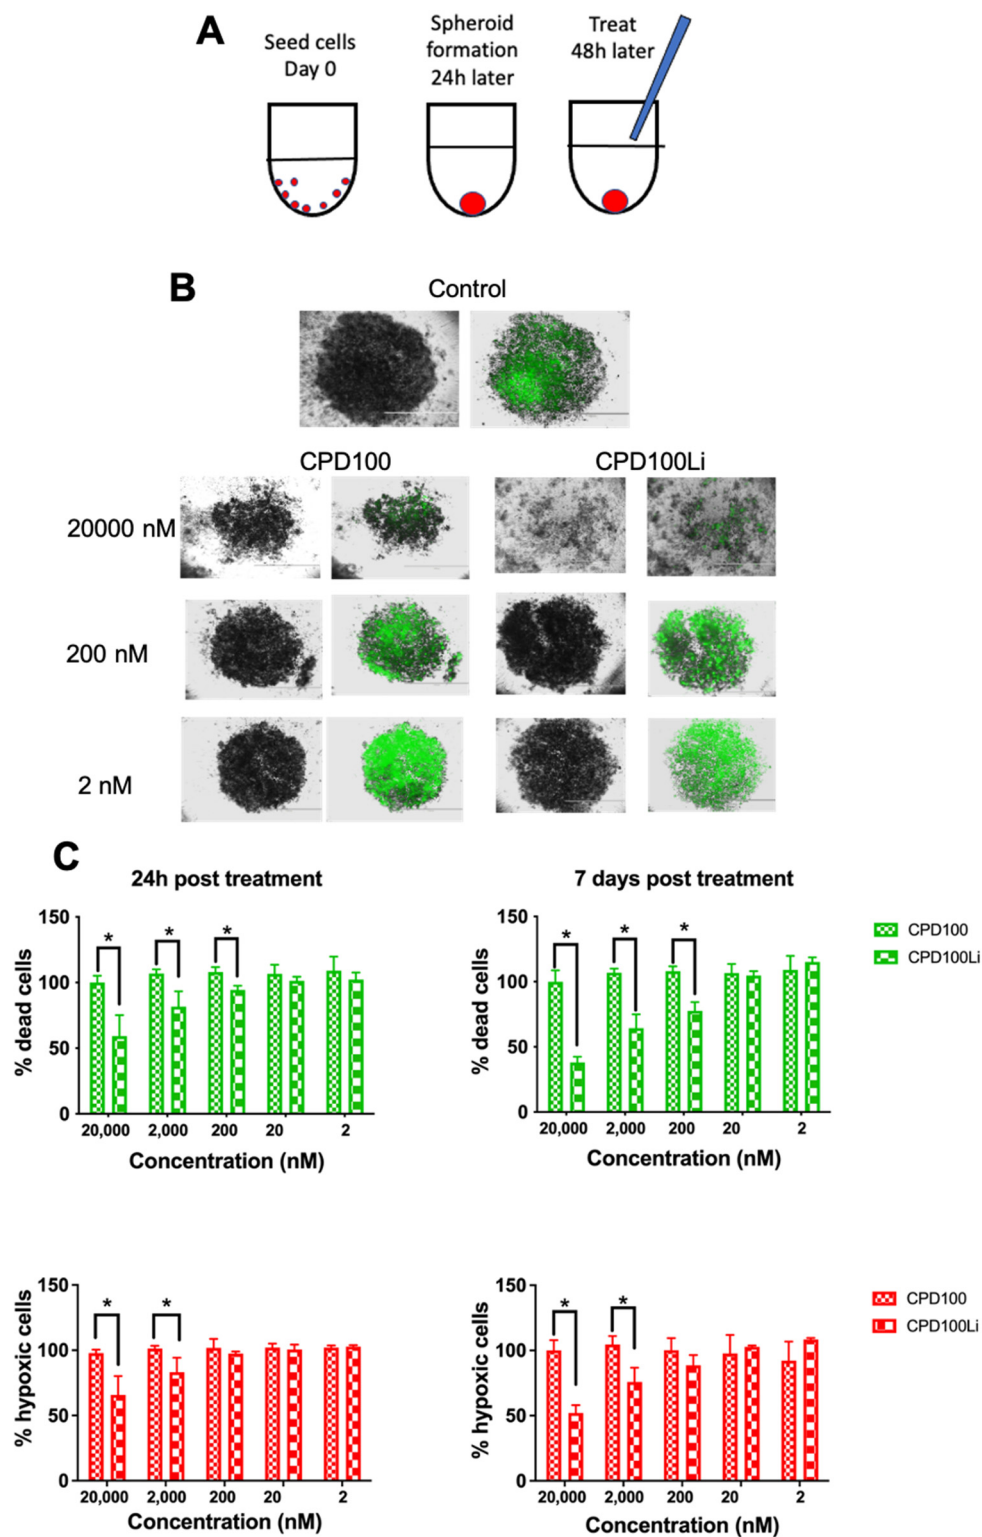 A
Seed cells
Day 0
Spheroid
formation
24h later
Treat
48h later
B
Control
CPD100
CPD100Li
20000 nM
200 nM
2 nM
C
24h post treatment
% dead cells
150
100
50
0
20,000
2,000
200
20
2
Concentration (nM)
*
*
*
7 days post treatment
% dead cells
150
100
50
0
20,000
2,000
200
20
2
Concentration (nM)
*
*
*
CPD100
CPD100Li
% hypoxic cells
150
100
50
0
20,000
2,000
200
20
2
Concentration (nM)
*
*
% hypoxic cells
150
100
50
0
20,000
2,000
200
20
2
Concentration (nM)
*
*
CPD100
CPD100Li